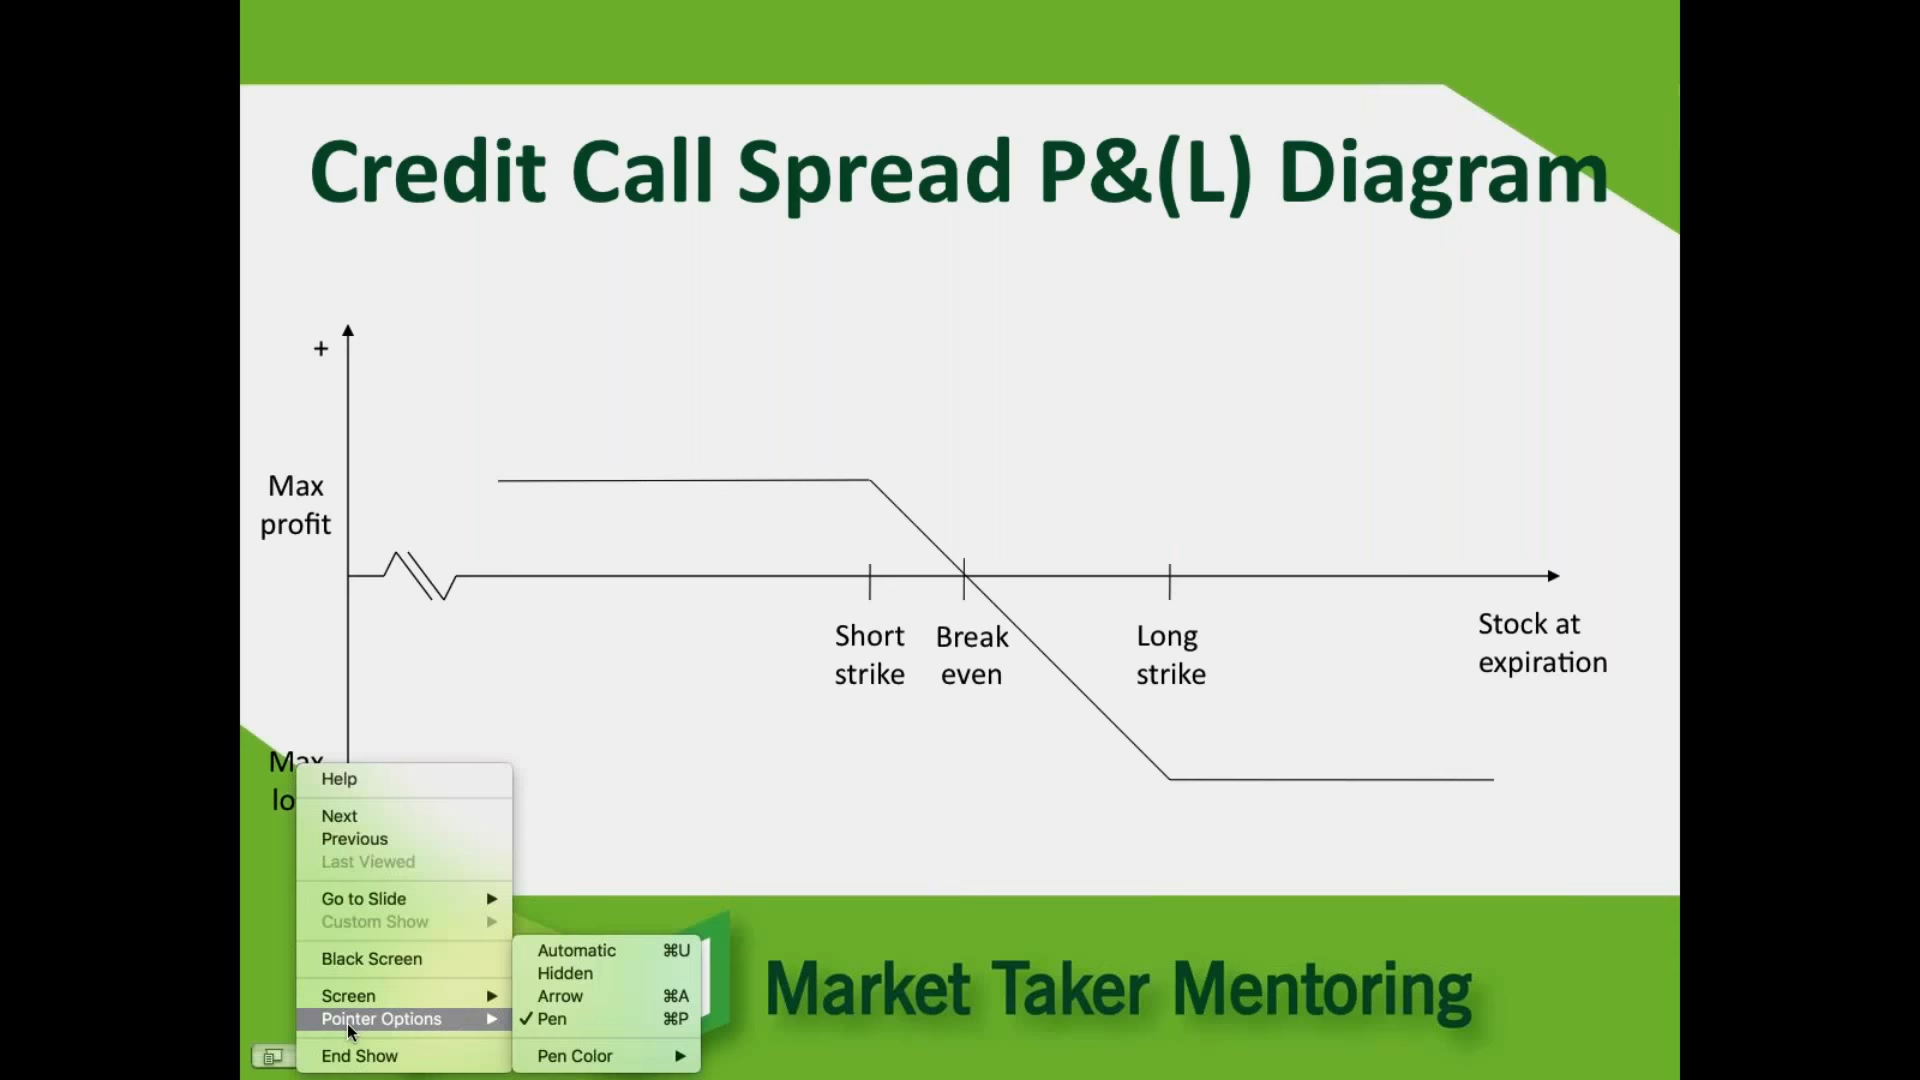 Credit Call Spread P&(L) Diagram
+
Max
profit
Short
strike
Break
even
Long
strike
Stock at
expiration
Max
lo
Help
Next
Previous
Last Viewed
Go to Slide
Custom Show
Black Screen
Screen
Pointer Options
End Show
Automatic ⌘U
Hidden
Arrow ⌘A
✓ Pen ⌘P
Pen Color
Market Taker Mentoring